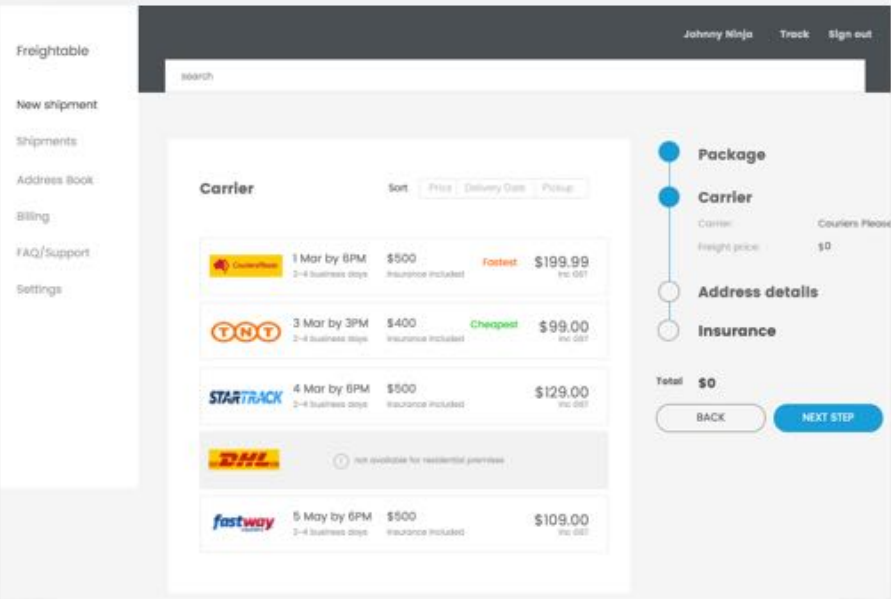 Freightable
Johnny Ninja Track Sign out
search
New shipment
Shipments
Address Book
Billing
FAQ/Support
Settings
Carrier
Sort Price Delivery Date Pickup
CouriersPlease 1 Mar by 6PM $500 Fastest $199.99
2-4 business days Insurance included inc GST
TNT 3 Mar by 3PM $400 Cheapest $99.00
2-4 business days Insurance included inc GST
STARTRACK 4 Mar by 6PM $500 $129.00
2-4 business days Insurance included inc GST
DHL not available for residential premises
fastway 5 May by 6PM $500 $109.00
2-4 business days Insurance included inc GST
Package
Carrier
Carrier: Couriers Please
Freight price: $0
Address details
Insurance
Total $0
BACK NEXT STEP